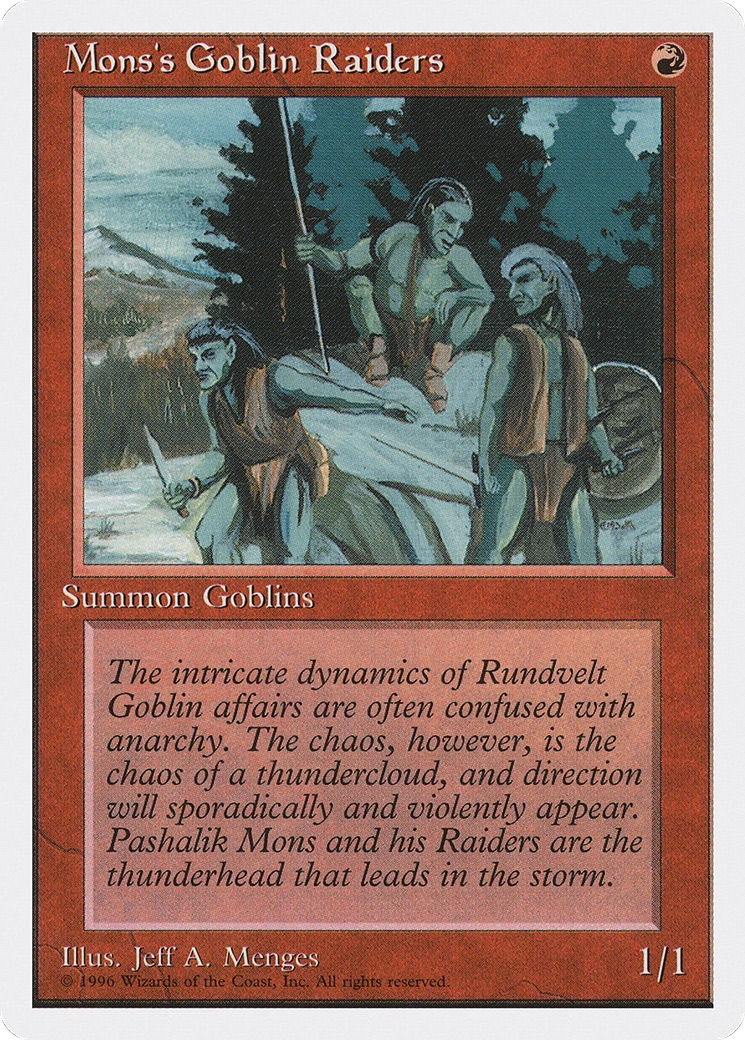 Mons's Goblin Raiders
Summon Goblins
The intricate dynamics of Rundvelt
Goblin affairs are often confused with
anarchy. The chaos, however, is the
chaos of a thundercloud, and direction
will sporadically and violently appear.
Pashalik Mons and his Raiders are the
thunderhead that leads in the storm.
Illus. Jeff A. Menges
1/1
© 1996 Wizards of the Coast, Inc. All rights reserved.